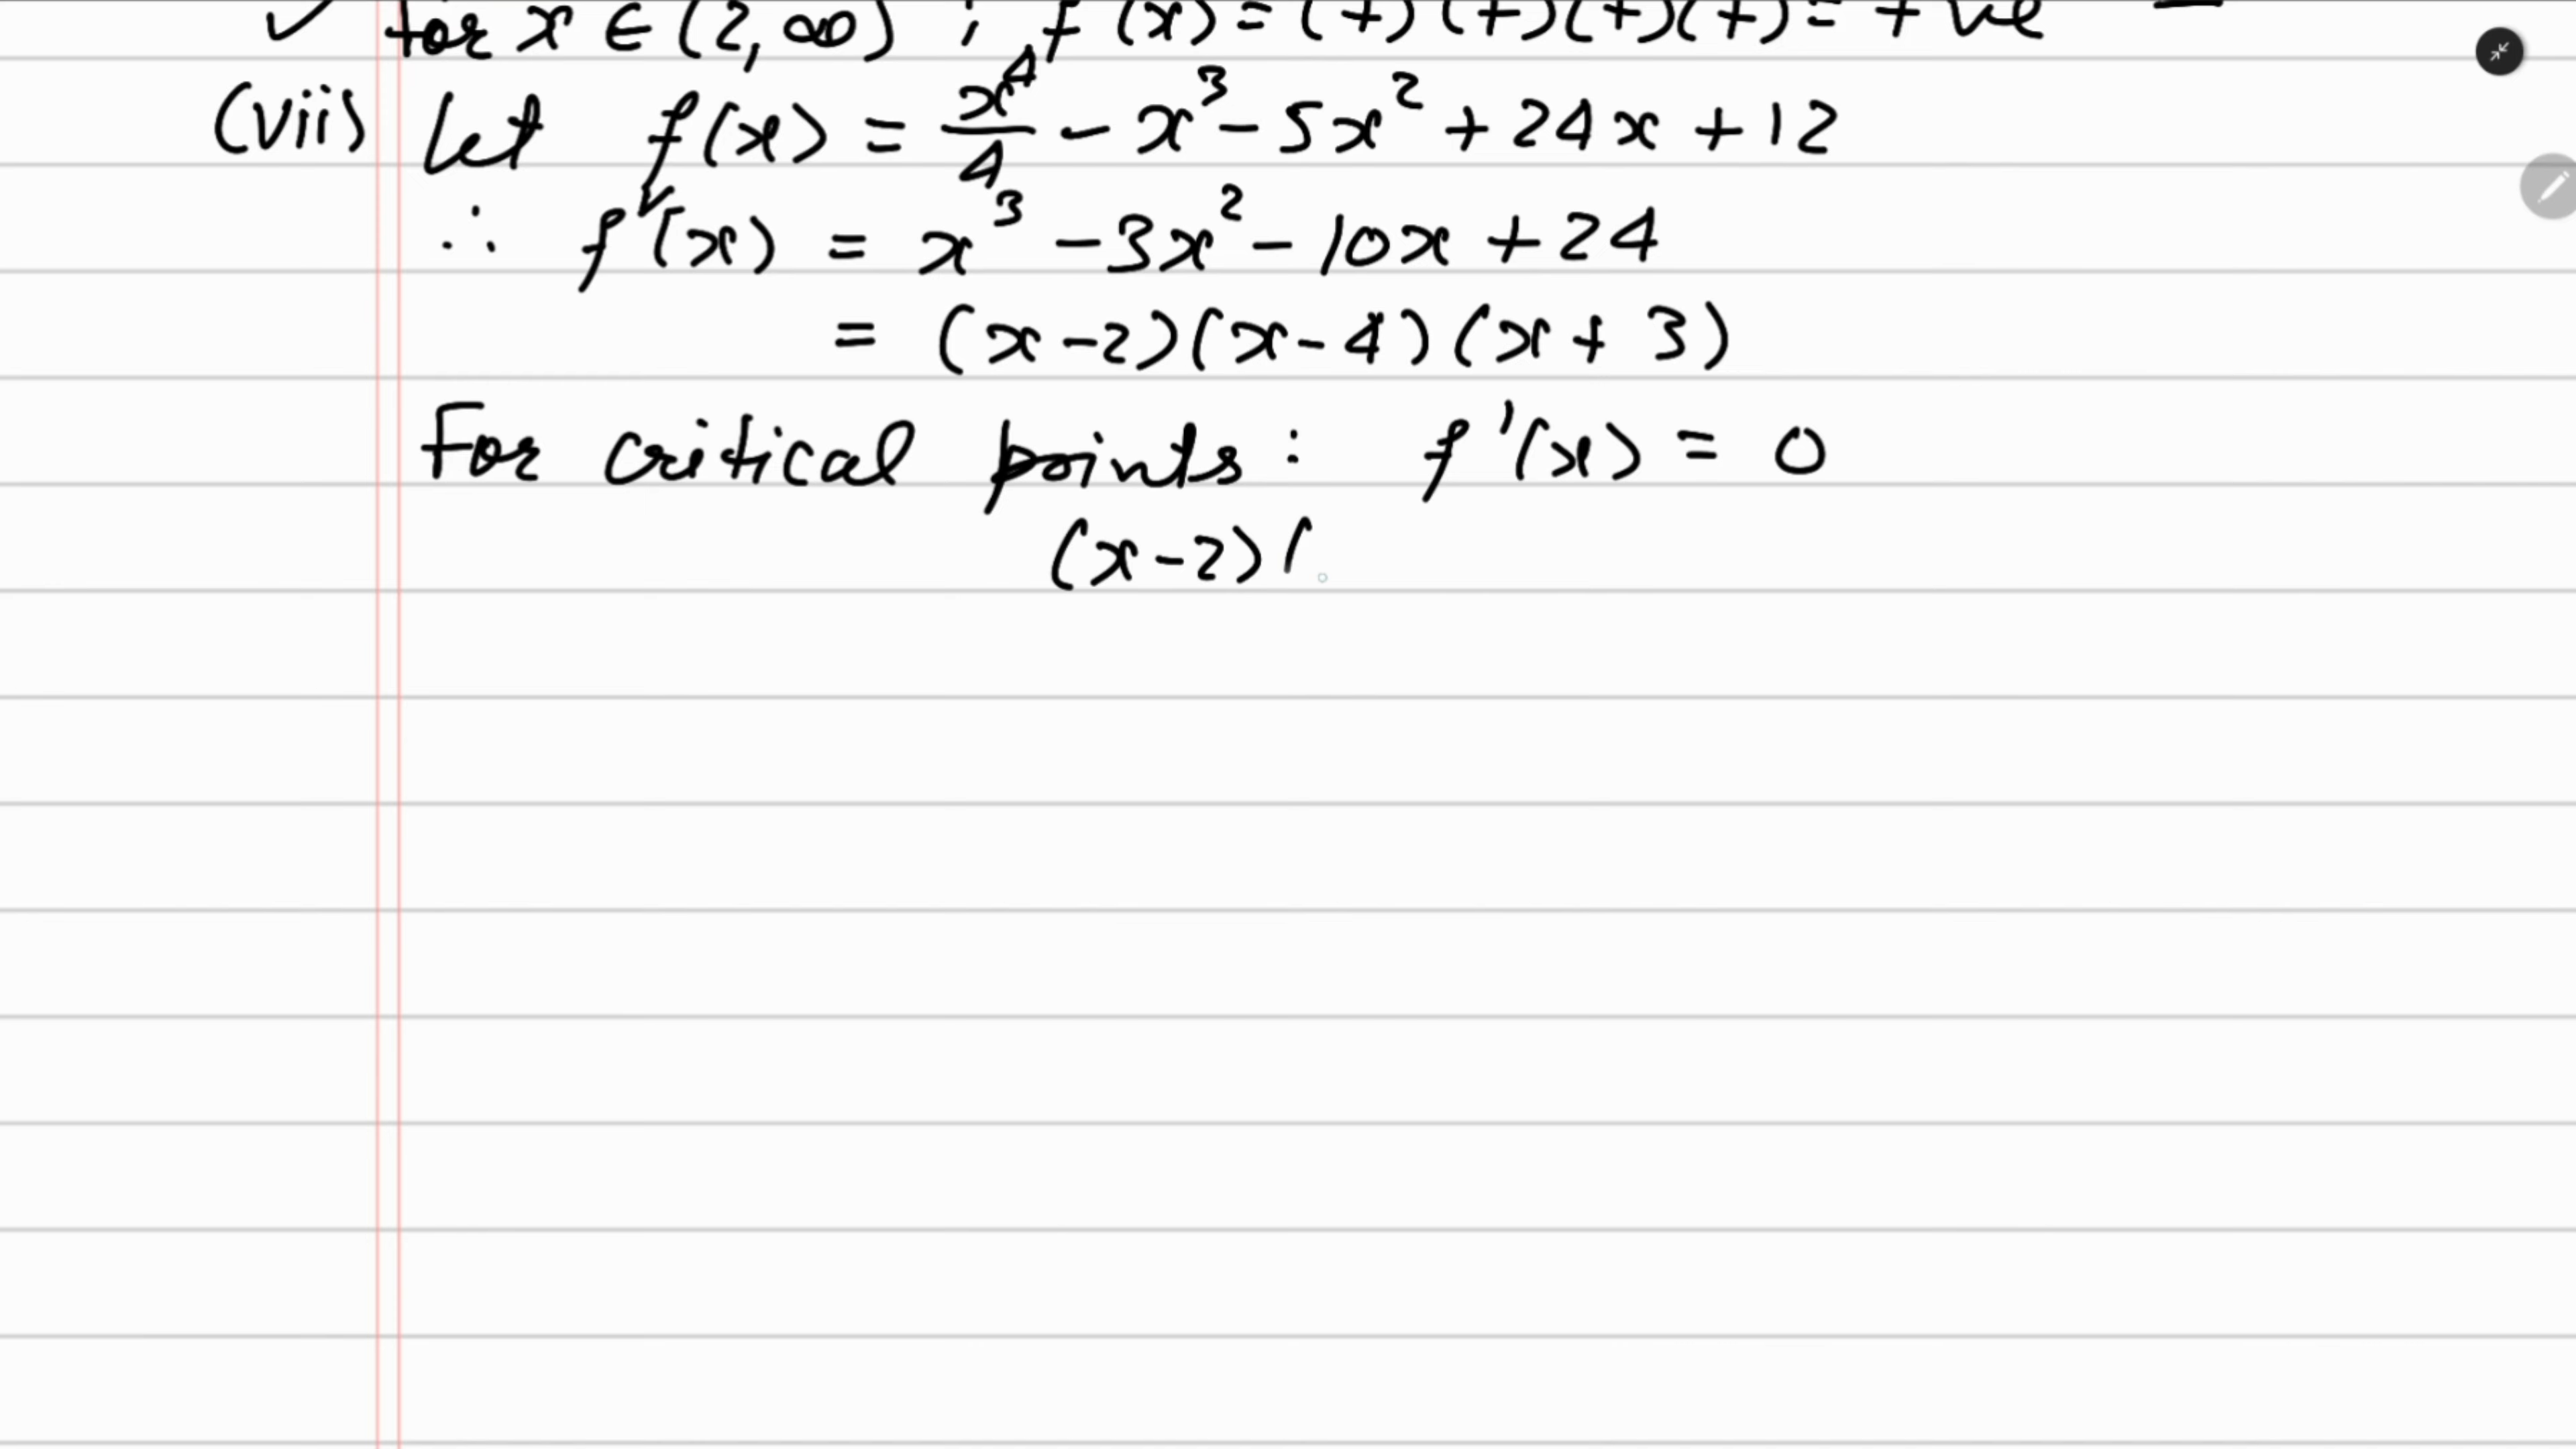 ✓ for x ∈ (2, ∞) ; f'(x) = (+)(+)(+)(+) = +ve —
(vii) Let f(x) = x⁴/4 - x³ - 5x² + 24x + 12
∴ f'(x) = x³ - 3x² - 10x + 24
= (x-2)(x-4)(x+3)
For critical points : f'(x) = 0
(x-2)(